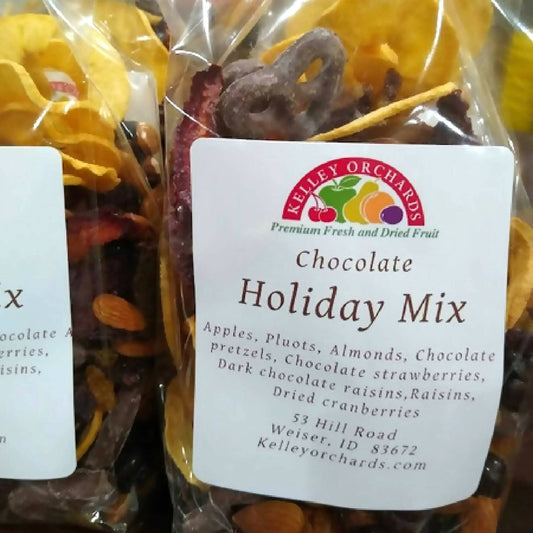 KELLEY ORCHARDS
Premium Fresh and Dried Fruit
Chocolate
Holiday Mix
Apples, Pluots, Almonds, Chocolate
pretzels, Chocolate strawberries,
Dark chocolate raisins,Raisins,
Dried cranberries
53 Hill Road
Weiser, ID 83672
Kelleyorchards.com